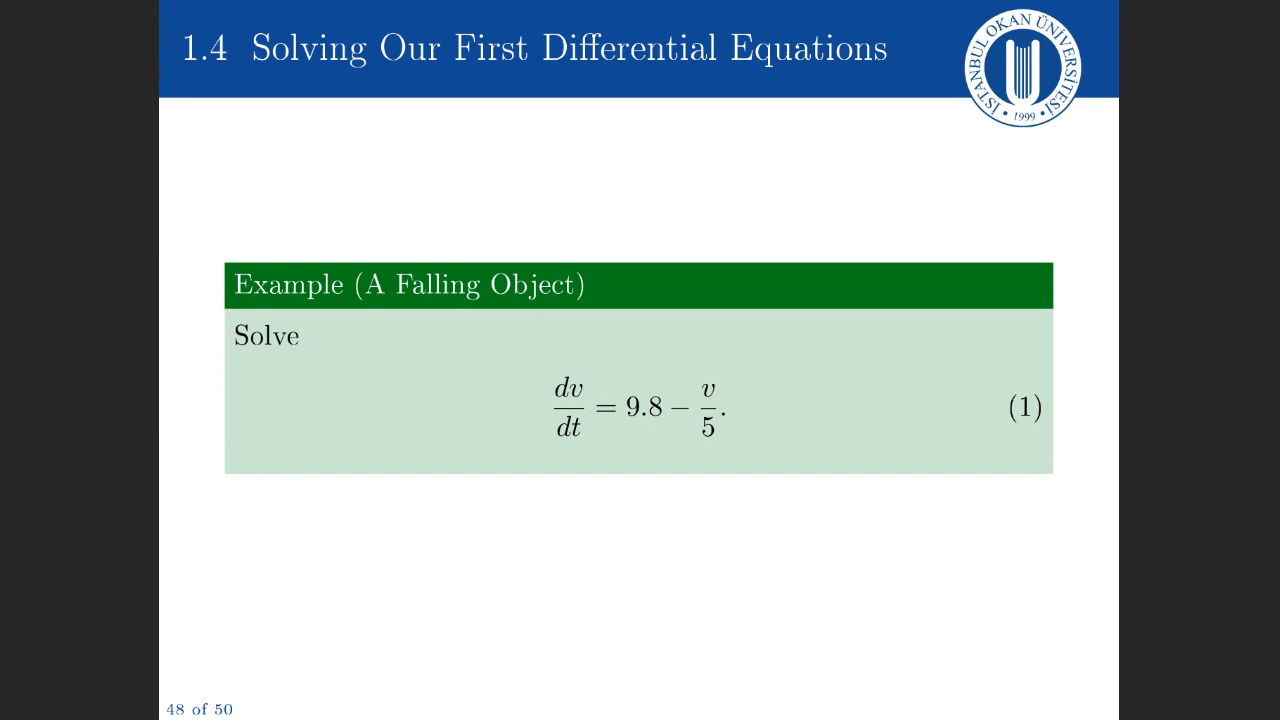 1.4 Solving Our First Differential Equations
İSTANBUL OKAN ÜNİVERSİTESİ
• 1999 •
Example (A Falling Object)
Solve
dv/dt = 9.8 − v/5. (1)
48 of 50